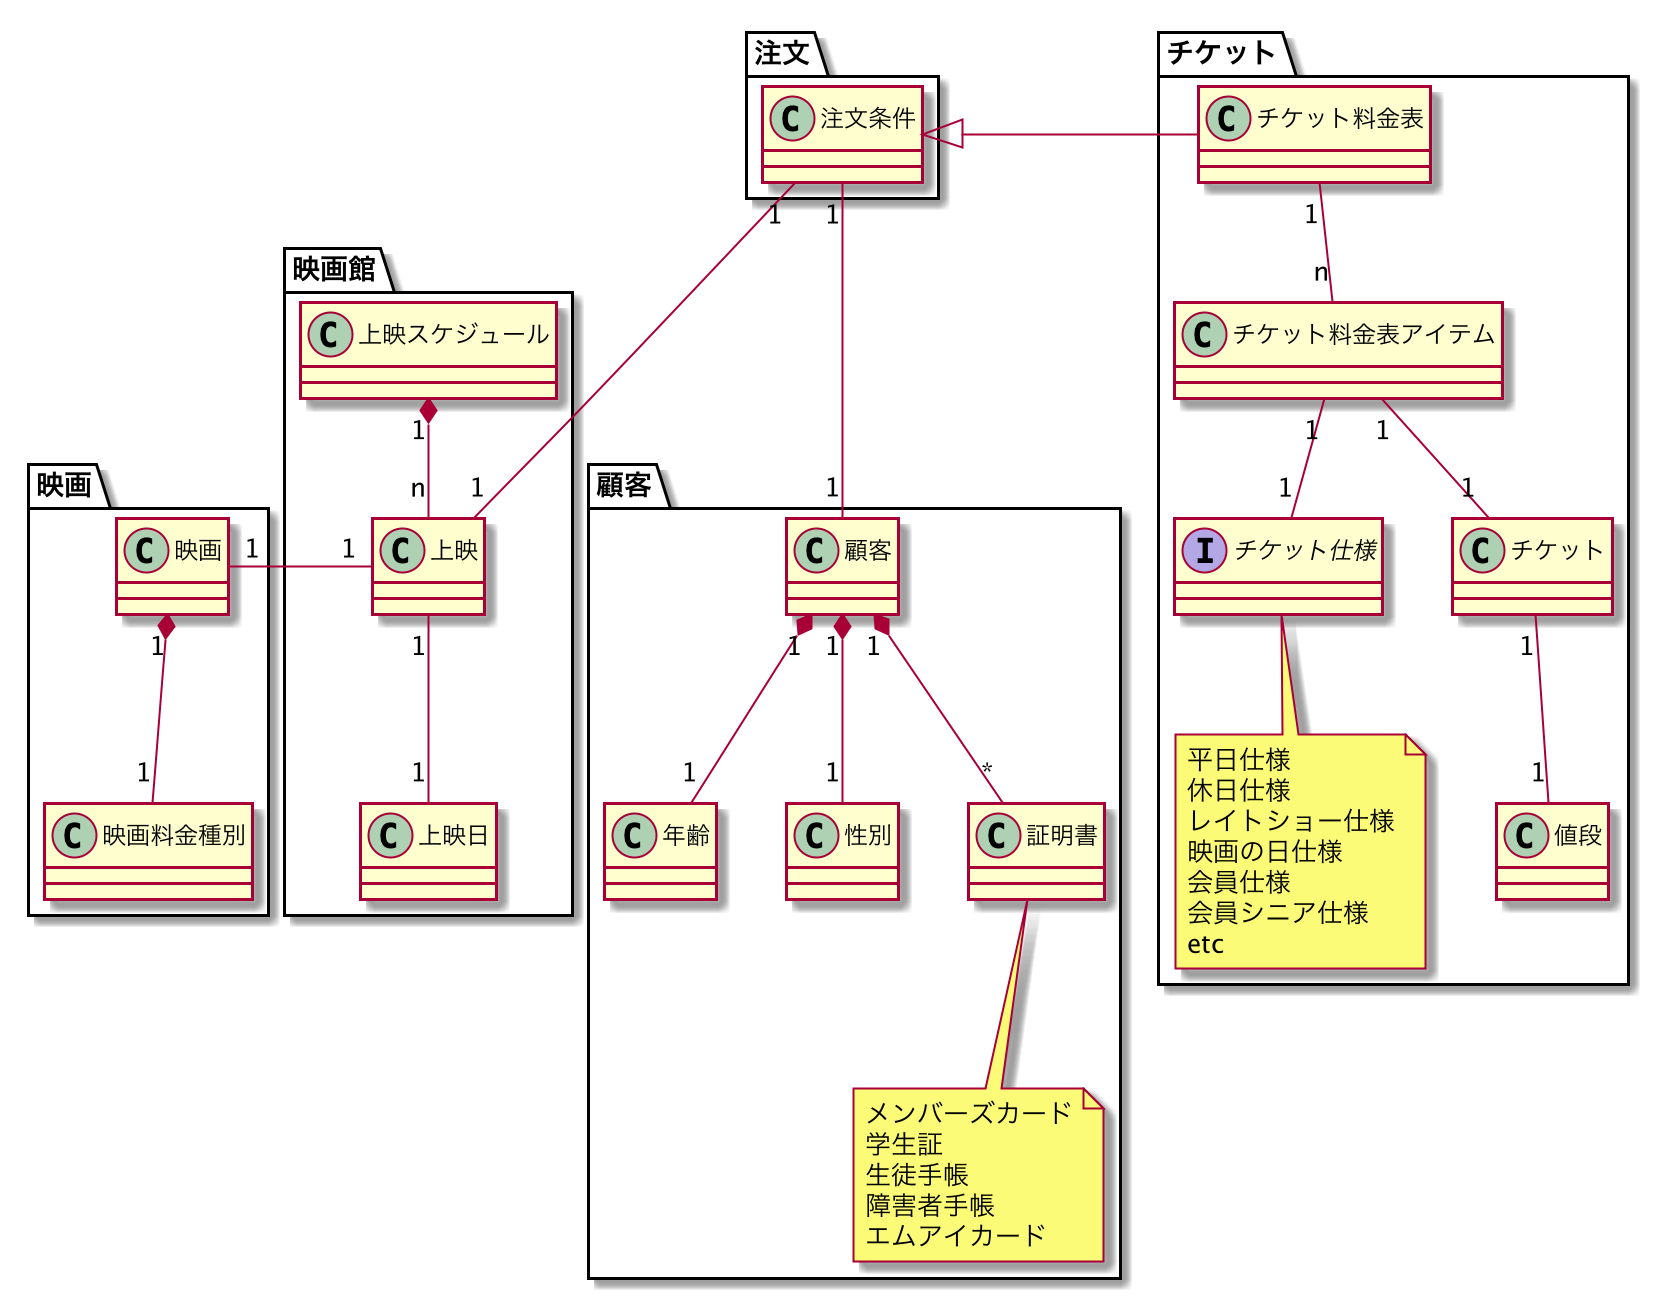 注文
C 注文条件
チケット
C チケット料金表
1
1
1
n
映画館
C 上映スケジュール
1
n
1
C チケット料金表アイテム
1
1
1
1
映画
C 映画
1
1
C 上映
1
1
1
1
C 映画料金種別
C 上映日
顧客
1
C 顧客
1
1
1
1
1
*
C 年齢
C 性別
C 証明書
メンバーズカード
学生証
生徒手帳
障害者手帳
エムアイカード
I チケット仕様
C チケット
1
1
平日仕様
休日仕様
レイトショー仕様
映画の日仕様
会員仕様
会員シニア仕様
etc
C 値段